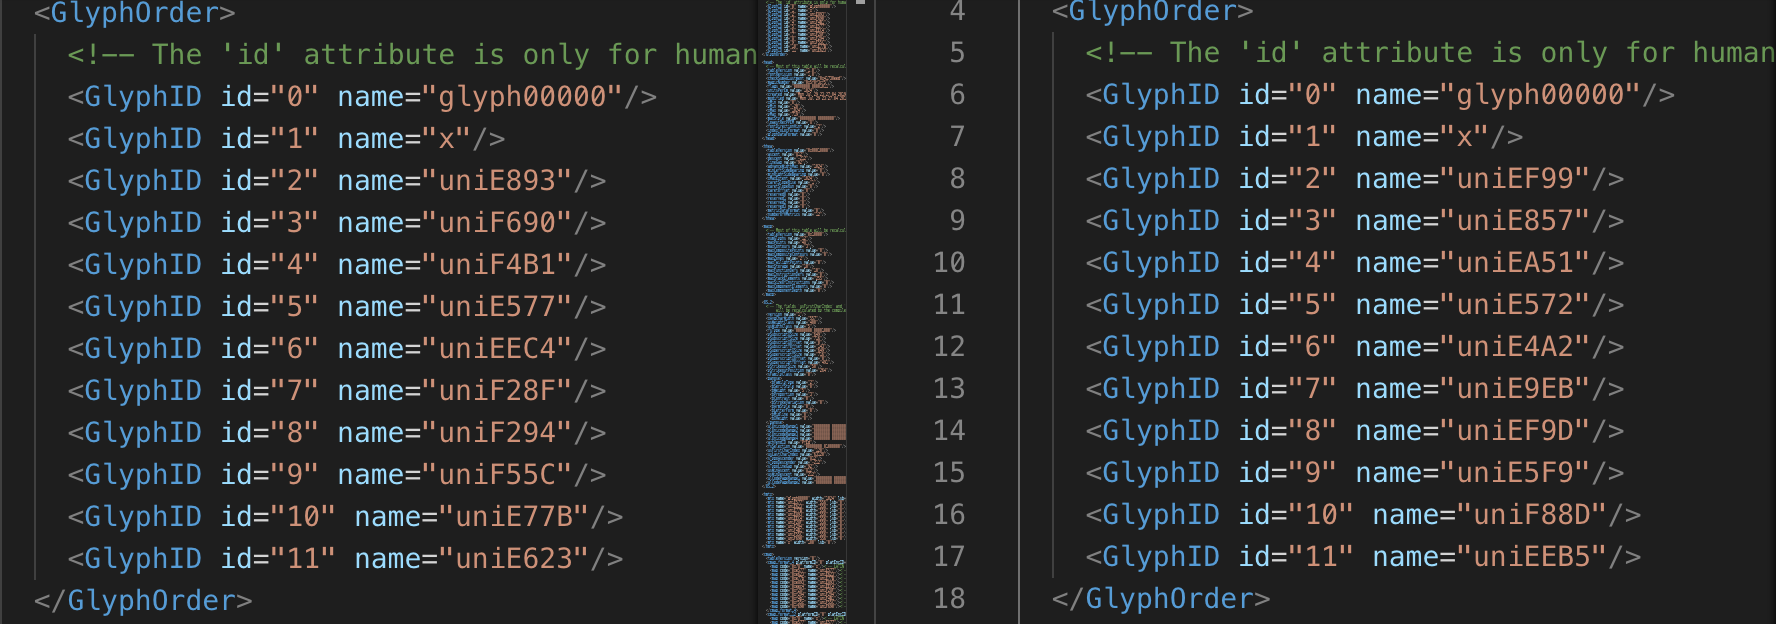 <GlyphOrder>
<!-- The 'id' attribute is only for human
<GlyphID id="0" name="glyph00000"/>
<GlyphID id="1" name="x"/>
<GlyphID id="2" name="uniE893"/>
<GlyphID id="3" name="uniF690"/>
<GlyphID id="4" name="uniF4B1"/>
<GlyphID id="5" name="uniE577"/>
<GlyphID id="6" name="uniEEC4"/>
<GlyphID id="7" name="uniF28F"/>
<GlyphID id="8" name="uniF294"/>
<GlyphID id="9" name="uniF55C"/>
<GlyphID id="10" name="uniE77B"/>
<GlyphID id="11" name="uniE623"/>
</GlyphOrder>
4 <GlyphOrder>
5 <!-- The 'id' attribute is only for human
6 <GlyphID id="0" name="glyph00000"/>
7 <GlyphID id="1" name="x"/>
8 <GlyphID id="2" name="uniEF99"/>
9 <GlyphID id="3" name="uniE857"/>
10 <GlyphID id="4" name="uniEA51"/>
11 <GlyphID id="5" name="uniE572"/>
12 <GlyphID id="6" name="uniE4A2"/>
13 <GlyphID id="7" name="uniE9EB"/>
14 <GlyphID id="8" name="uniEF9D"/>
15 <GlyphID id="9" name="uniE5F9"/>
16 <GlyphID id="10" name="uniF88D"/>
17 <GlyphID id="11" name="uniEEB5"/>
18 </GlyphOrder>